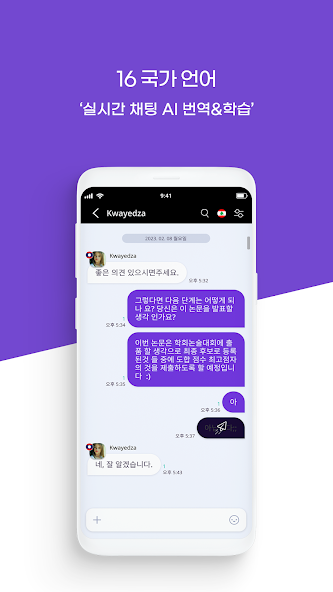 16 국가 언어
‘실시간 채팅 AI 번역&학습’
9:41
Kwayedza
2023. 02. 08 월요일
Kwayedza
좋은 의견 있으시면주세요.
오후 5:32
그렇다면 다음 단계는 어떻게 되
나 요? 당신은 이 논문을 발표할
생각 인가요?
1
오후 5:34
이번 논문은 학회논술대회에 출
품 할 생각으로 최종 후보로 등록
된것 들 중에 도합 점수 최고점자
의 것을 제출하도록 할 예정입니
다 :)
1
오후 5:35
아
1
오후 5:37
Kwayedza
네, 잘 알겠습니다.
1
오후 5:43